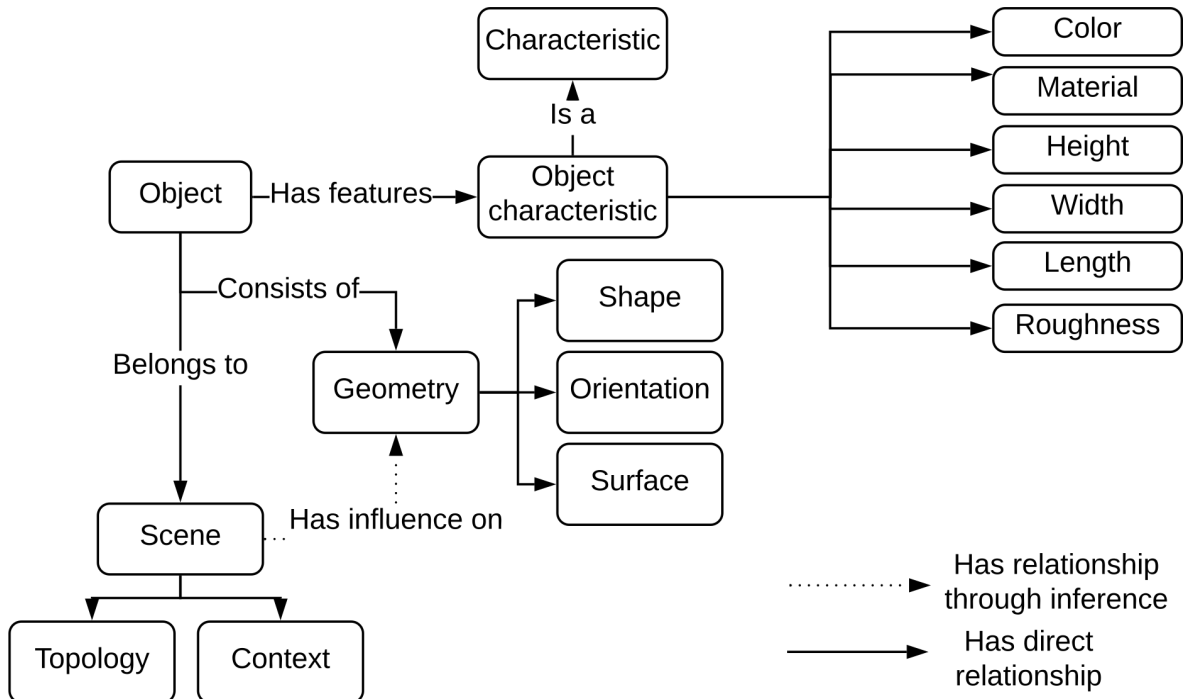 Characteristic
Is a
Object
characteristic
Object
Has features
Color
Material
Height
Width
Length
Roughness
Consists of
Belongs to
Geometry
Shape
Orientation
Surface
Has influence on
Scene
Topology
Context
Has relationship
through inference
Has direct
relationship